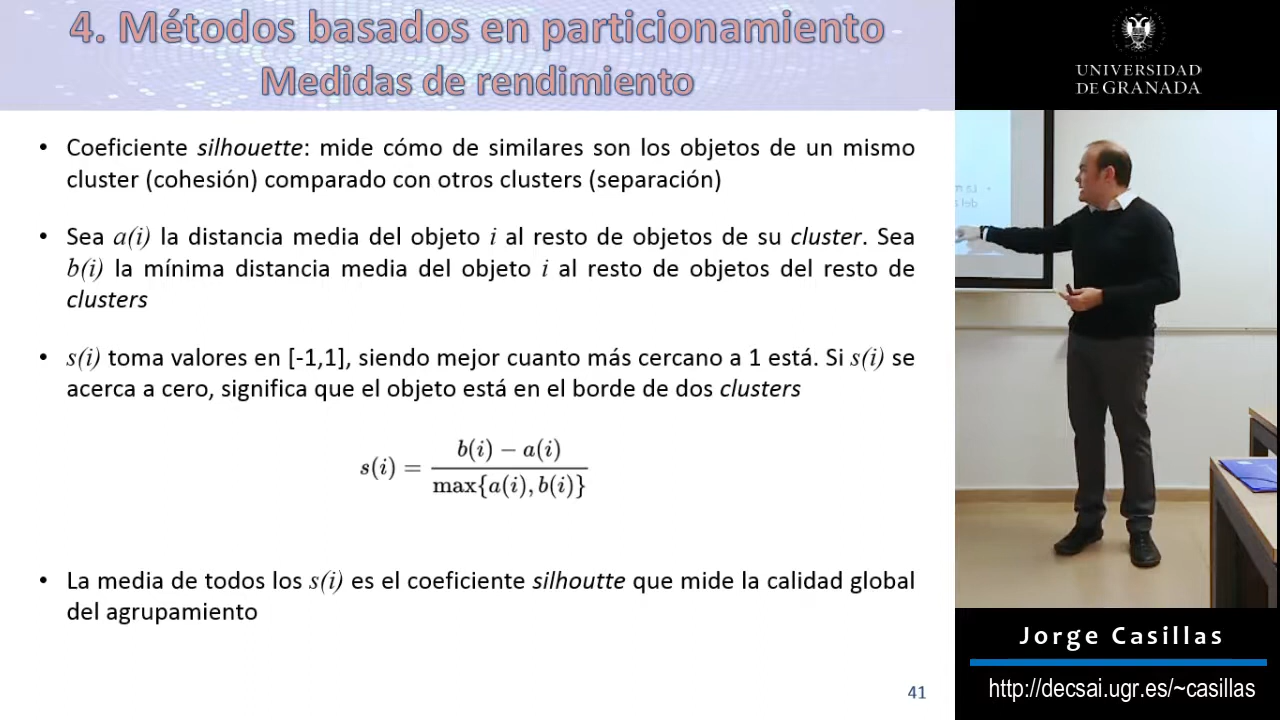 4. Métodos basados en particionamiento
Medidas de rendimiento
• Coeficiente silhouette: mide cómo de similares son los objetos de un mismo
cluster (cohesión) comparado con otros clusters (separación)
• Sea a(i) la distancia media del objeto i al resto de objetos de su cluster. Sea
b(i) la mínima distancia media del objeto i al resto de objetos del resto de
clusters
• s(i) toma valores en [-1,1], siendo mejor cuanto más cercano a 1 está. Si s(i) se
acerca a cero, significa que el objeto está en el borde de dos clusters
s(i) = b(i) − a(i) / max{a(i), b(i)}
• La media de todos los s(i) es el coeficiente silhoutte que mide la calidad global
del agrupamiento
41
UNIVERSIDAD
DE GRANADA
Jorge Casillas
http://decsai.ugr.es/~casillas